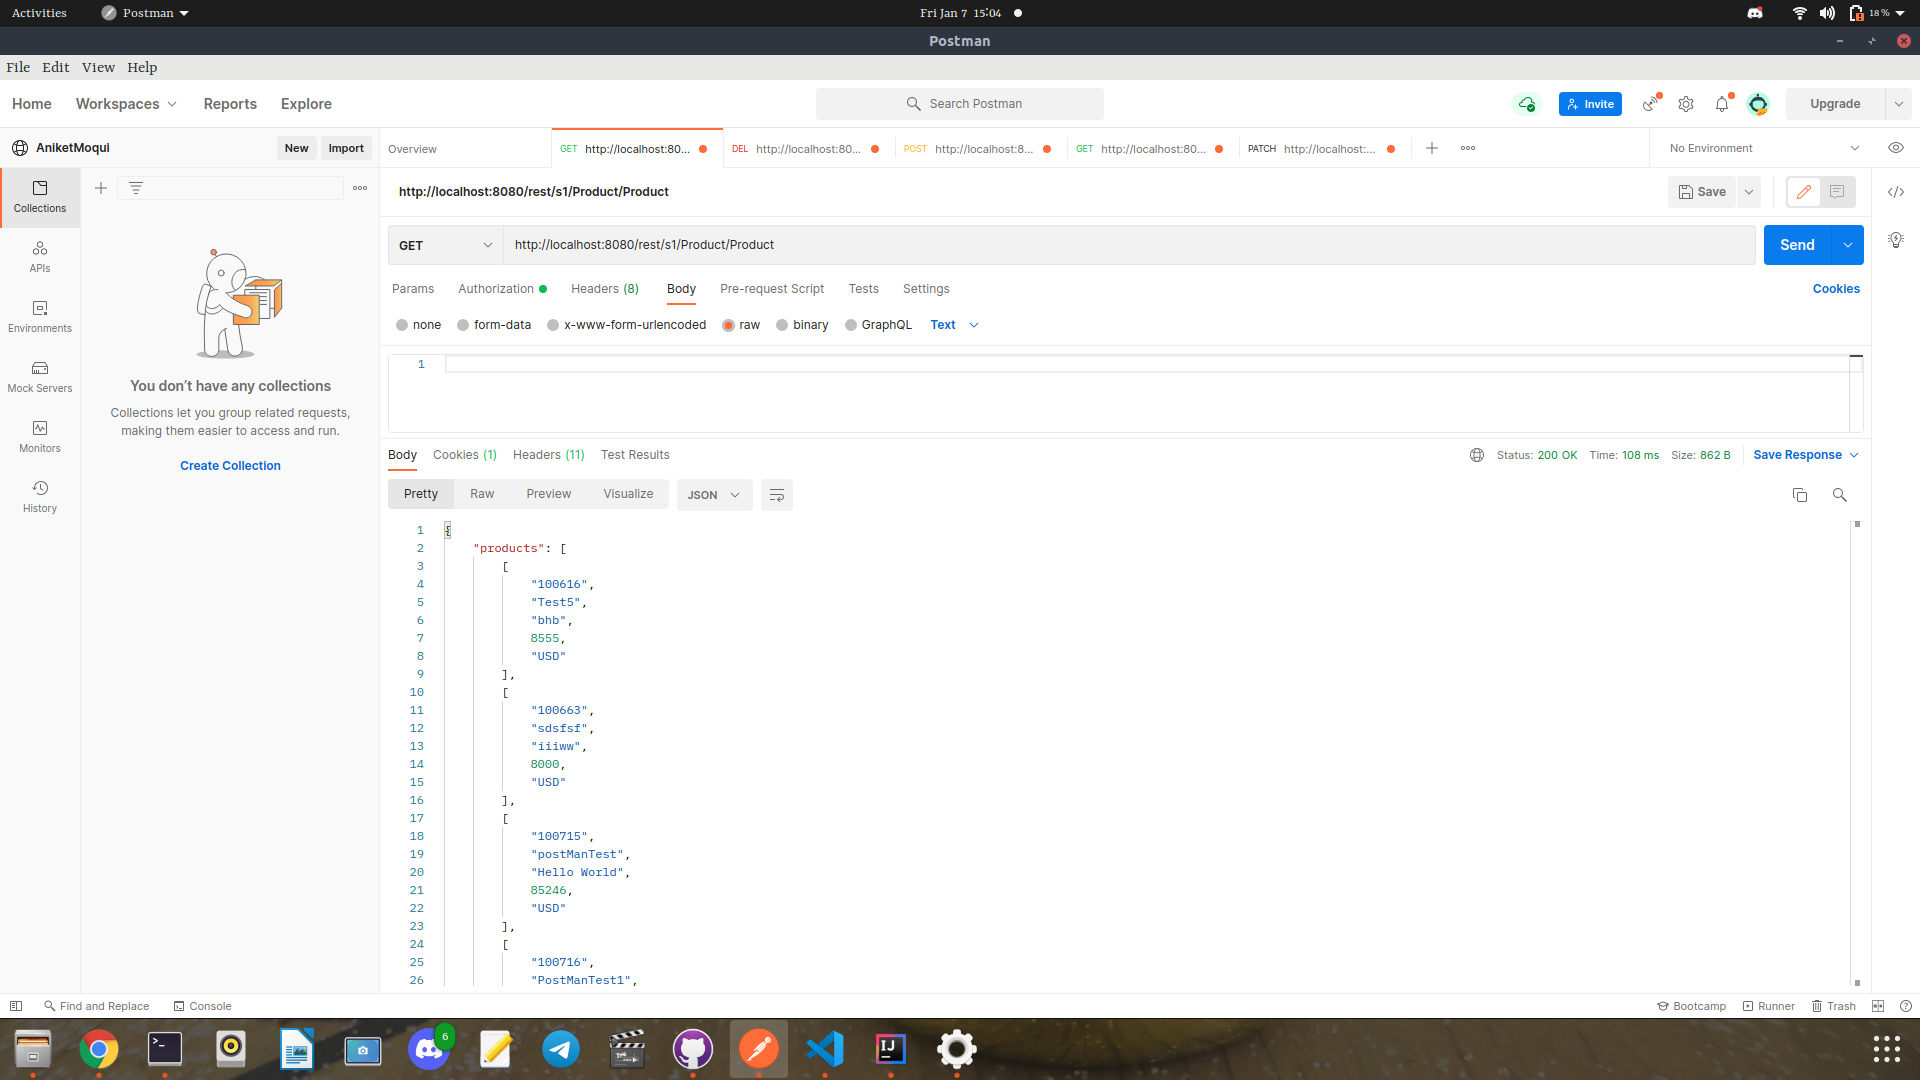 Activities Postman Fri Jan 7 15:04 18 %
Postman
File Edit View Help
Home Workspaces Reports Explore Search Postman Invite Upgrade
AniketMoqui New Import Overview GET http://localhost:80... DEL http://localhost:80... POST http://localhost:8... GET http://localhost:80... PATCH http://localhost:... No Environment
Collections
APIs
Environments
Mock Servers
Monitors
History
You don't have any collections
Collections let you group related requests,
making them easier to access and run.
Create Collection
http://localhost:8080/rest/s1/Product/Product Save
GET http://localhost:8080/rest/s1/Product/Product Send
Params Authorization Headers (8) Body Pre-request Script Tests Settings Cookies
none form-data x-www-form-urlencoded raw binary GraphQL Text
1
Body Cookies (1) Headers (11) Test Results Status: 200 OK Time: 108 ms Size: 862 B Save Response
Pretty Raw Preview Visualize JSON
1 {
2 "products": [
3 [
4 "100616",
5 "Test5",
6 "bhb",
7 8555,
8 "USD"
9 ],
10 [
11 "100663",
12 "sdsfsf",
13 "iiiww",
14 8000,
15 "USD"
16 ],
17 [
18 "100715",
19 "postManTest",
20 "Hello World",
21 85246,
22 "USD"
23 ],
24 [
25 "100716",
26 "PostManTest1",
Find and Replace Console Bootcamp Runner Trash
6
IJ